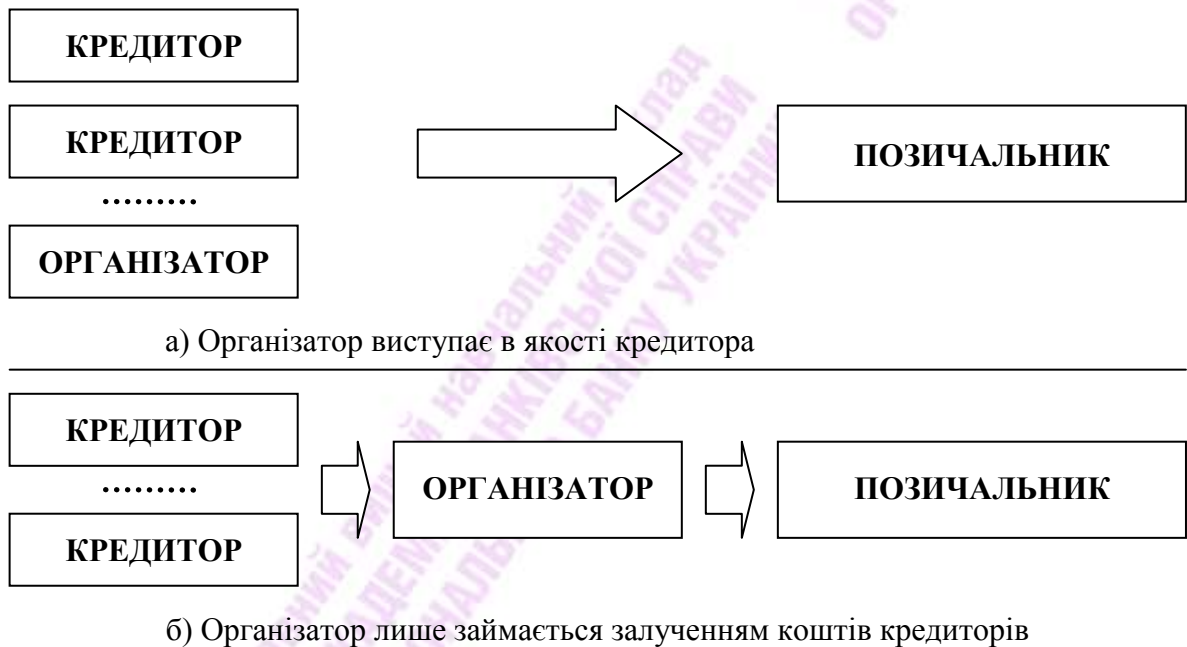 КРЕДИТОР
КРЕДИТОР
.........
ОРГАНІЗАТОР
ПОЗИЧАЛЬНИК
а) Організатор виступає в якості кредитора
КРЕДИТОР
.........
КРЕДИТОР
ОРГАНІЗАТОР
ПОЗИЧАЛЬНИК
б) Організатор лише займається залученням коштів кредиторів